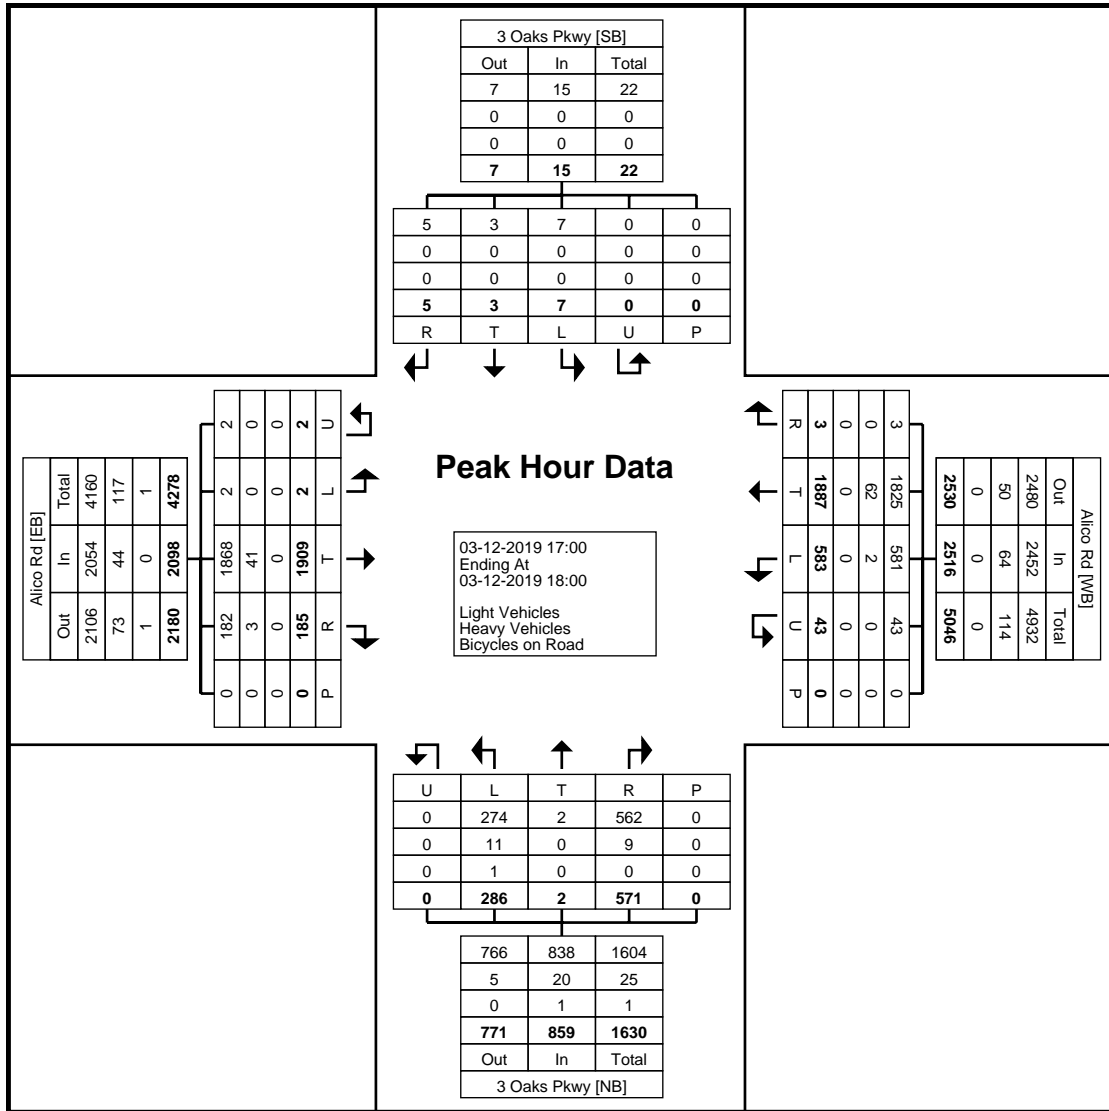 3 Oaks Pkwy [SB]
Out In Total
7 15 22
0 0 0
0 0 0
7 15 22
5 3 7 0 0
0 0 0 0 0
0 0 0 0 0
5 3 7 0 0
R T L U P
Alico Rd [EB]
Total In Out
4160 2054 2106
117 44 73
1 0 1
4278 2098 2180
2 2 1868 182 0
0 0 41 3 0
0 0 0 0 0
2 2 1909 185 0
U L T R P
Peak Hour Data
03-12-2019 17:00
Ending At
03-12-2019 18:00
Light Vehicles
Heavy Vehicles
Bicycles on Road
R T L U P
3 1887 583 43 0
0 0 0 0 0
0 62 2 0 0
3 1825 581 43 0
2530 2516 5046
0 0 0
50 64 114
2480 2452 4932
Out In Total
Alico Rd [WB]
U L T R P
0 274 2 562 0
0 11 0 9 0
0 1 0 0 0
0 286 2 571 0
766 838 1604
5 20 25
0 1 1
771 859 1630
Out In Total
3 Oaks Pkwy [NB]